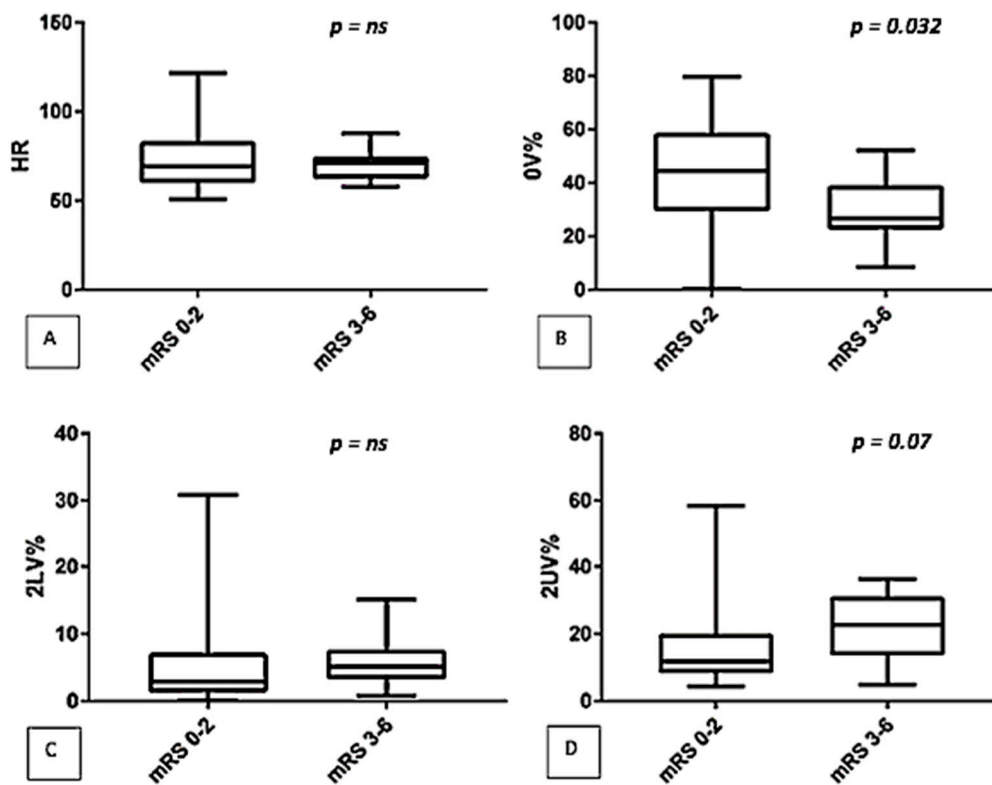 150
100
50
0
HR
p = ns
mRS 0-2
mRS 3-6
A
100
80
60
40
20
0
0V%
p = 0.032
mRS 0-2
mRS 3-6
B
40
30
20
10
0
2LV%
p = ns
mRS 0-2
mRS 3-6
C
80
60
40
20
0
2UV%
p = 0.07
mRS 0-2
mRS 3-6
D